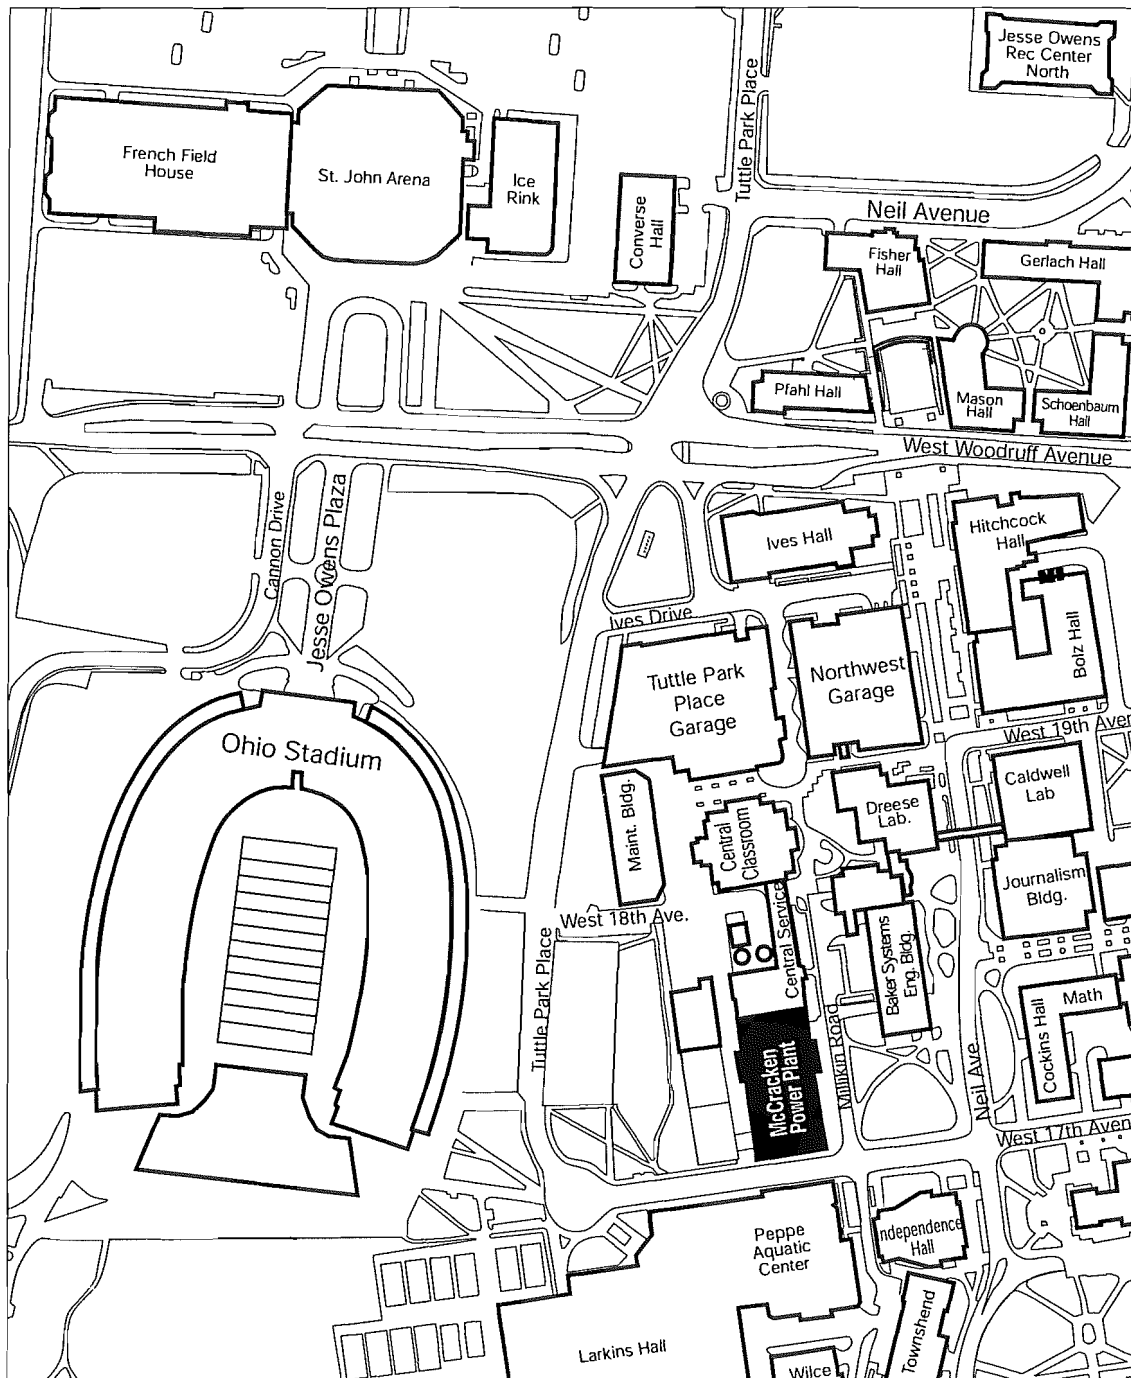 Jesse Owens
Rec Center
North
Tuttle Park Place
French Field
House
St. John Arena
Ice
Rink
Converse
Hall
Neil Avenue
Fisher
Hall
Gerlach Hall
Pfahl Hall
Mason
Hall
Schoenbaum
Hall
West Woodruff Avenue
Cannon Drive
Jesse Owens Plaza
Ives Hall
Hitchcock
Hall
Ives Drive
Bolz Hall
Tuttle Park
Place
Garage
Northwest
Garage
West 19th Aven
Ohio Stadium
Maint. Bldg.
Central
Classroom
Dreese
Lab.
Caldwell
Lab
Journalism
Bldg.
West 18th Ave.
Central Service
Baker Systems
Eng. Bldg.
Tuttle Park Place
Math
Cockins Hall
McCracken
Power Plant
Millikin Road
Neil Ave.
West 17th Aven
Peppe
Aquatic
Center
Independence
Hall
Larkins Hall
Townshend
Wilce